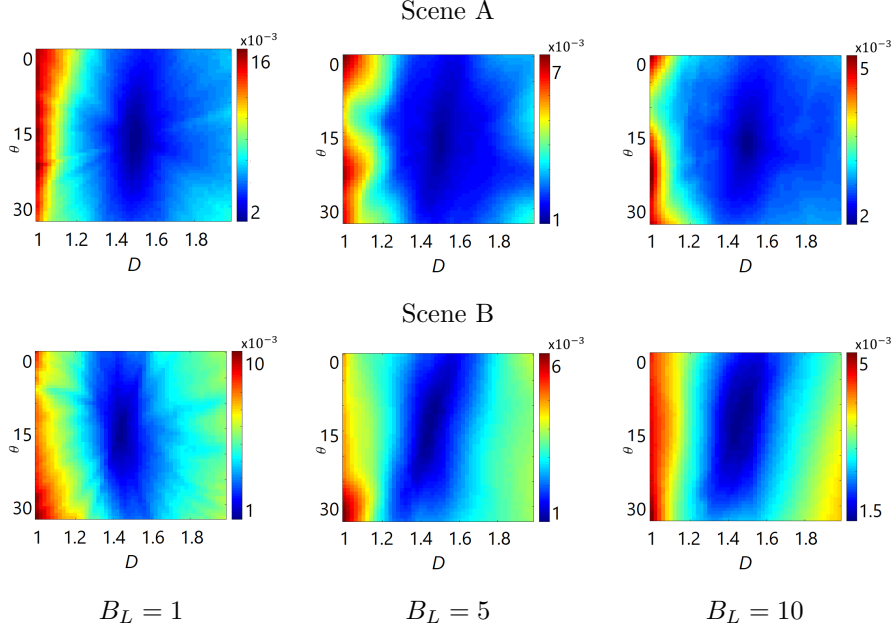 Scene A
x10⁻³ x10⁻³ x10⁻³
0 16 0 7 0 5
θ 15 θ 15 θ 15
30 2 30 1 30 2
1 1.2 1.4 1.6 1.8 1 1.2 1.4 1.6 1.8 1 1.2 1.4 1.6 1.8
D D D
Scene B
x10⁻³ x10⁻³ x10⁻³
0 10 0 6 0 5
θ 15 θ 15 θ 15
30 1 30 1 30 1.5
1 1.2 1.4 1.6 1.8 1 1.2 1.4 1.6 1.8 1 1.2 1.4 1.6 1.8
D D D
B_L = 1 B_L = 5 B_L = 10